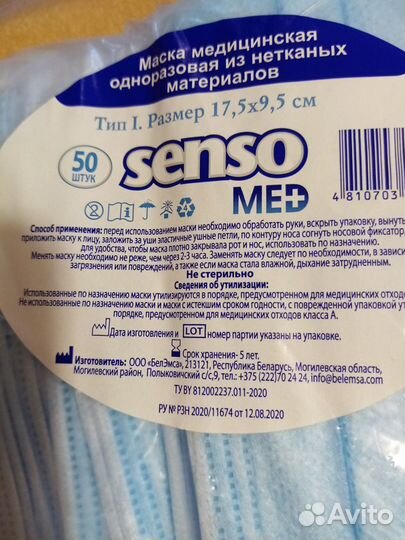 Маска медицинская
одноразовая из нетканых
материалов
Тип I. Размер 17,5х9,5 см
50
ШТУК
senso
MED
4 810703
Способ применения: перед использованием маски необходимо обработать руки, вскрыть упаковку, вынуть
приложить маску к лицу, заложить за уши эластичные ушные петли, по контуру носа согнуть носовой фиксатор,
для удобства, чтобы маска плотно закрывала рот и нос, использовать по назначению.
Менять маску необходимо не реже, чем через 2-3 часа. Заменять маску следует по необходимости, в завис
загрязнения или повреждений, а также если маска стала влажной, дыхание затрудненным.
Не стерильно
Сведения об утилизации:
Использованные по назначению маски утилизируются в порядке, предусмотренном для медицинских отходо
Не использованные по назначению маски и маски с истекшим сроком годности, с поврежденной упаковкой ут
порядке, предусмотренном для медицинских отходов класса А.
Дата изготовления и LOT номер партии указаны на упаковке.
Срок хранения- 5 лет.
Изготовитель: ООО «БелЭмса», 213121, Республика Беларусь, Могилевская область,
Могилевский район, Полыковичский с/с,9, тел.: +375 (222)70 24 24, info@belemsa.com
ТУ BY 812002237.011-2020
РУ № РЗН 2020/11674 от 12.08.2020
Avito